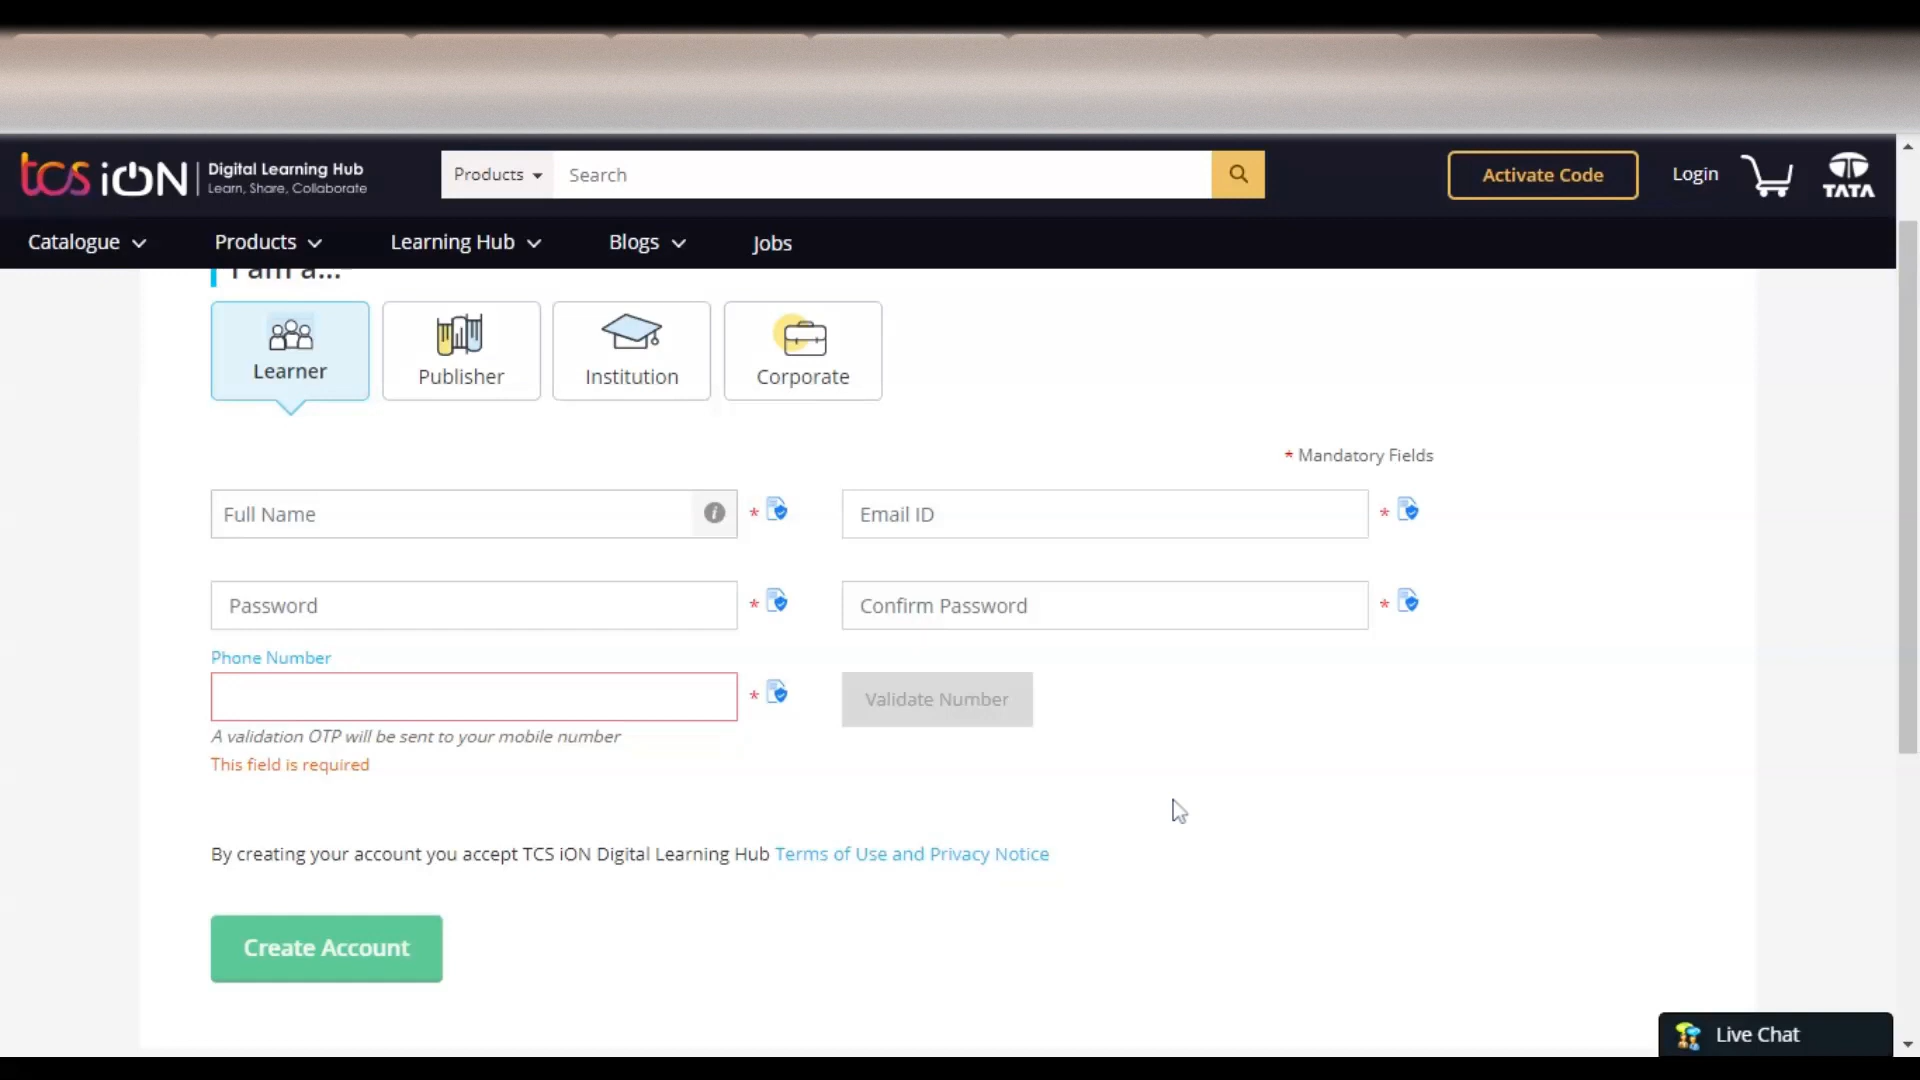 tcs iON | Digital Learning Hub
Learn, Share, Collaborate
Products
Search
Activate Code
Login
TATA
Catalogue
Products
Learning Hub
Blogs
Jobs
I am a...
Learner
Publisher
Institution
Corporate
* Mandatory Fields
Full Name
i
*
Email ID
*
Password
*
Confirm Password
*
Phone Number
*
Validate Number
A validation OTP will be sent to your mobile number
This field is required
By creating your account you accept TCS iON Digital Learning Hub Terms of Use and Privacy Notice
Create Account
Live Chat